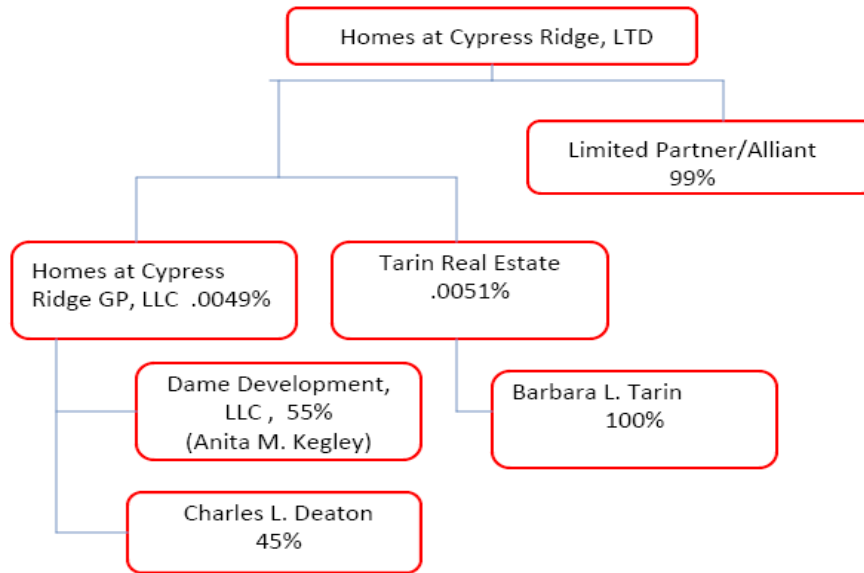 Homes at Cypress Ridge, LTD
Limited Partner/Alliant
99%
Homes at Cypress
Ridge GP, LLC .0049%
Tarin Real Estate
.0051%
Dame Development,
LLC , 55%
(Anita M. Kegley)
Barbara L. Tarin
100%
Charles L. Deaton
45%